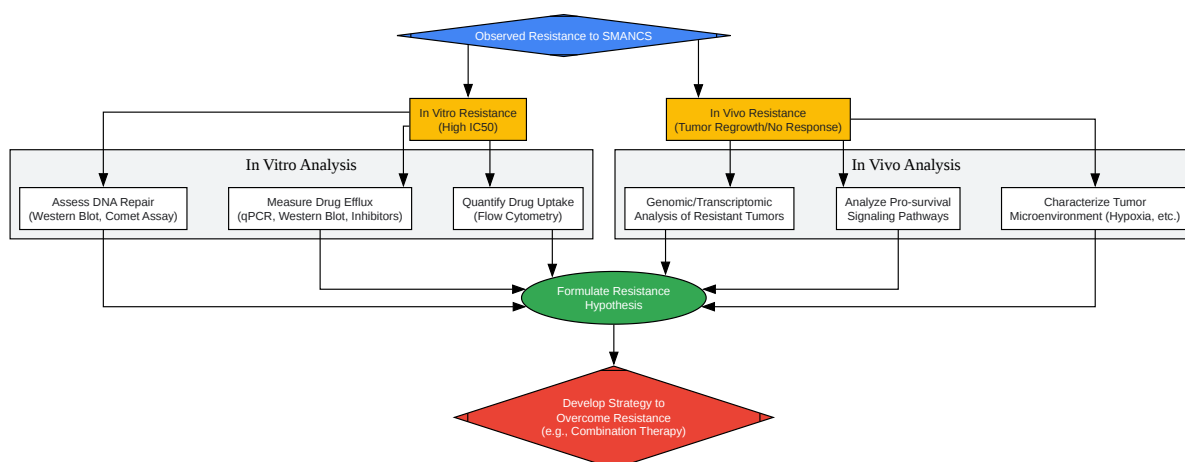 Observed Resistance to SMANCS
In Vitro Resistance
(High IC50)
In Vivo Resistance
(Tumor Regrowth/No Response)
In Vitro Analysis
In Vivo Analysis
Assess DNA Repair
(Western Blot, Comet Assay)
Measure Drug Efflux
(qPCR, Western Blot, Inhibitors)
Quantify Drug Uptake
(Flow Cytometry)
Genomic/Transcriptomic
Analysis of Resistant Tumors
Analyze Pro-survival
Signaling Pathways
Characterize Tumor
Microenvironment (Hypoxia, etc.)
Formulate Resistance
Hypothesis
Develop Strategy to
Overcome Resistance
(e.g., Combination Therapy)